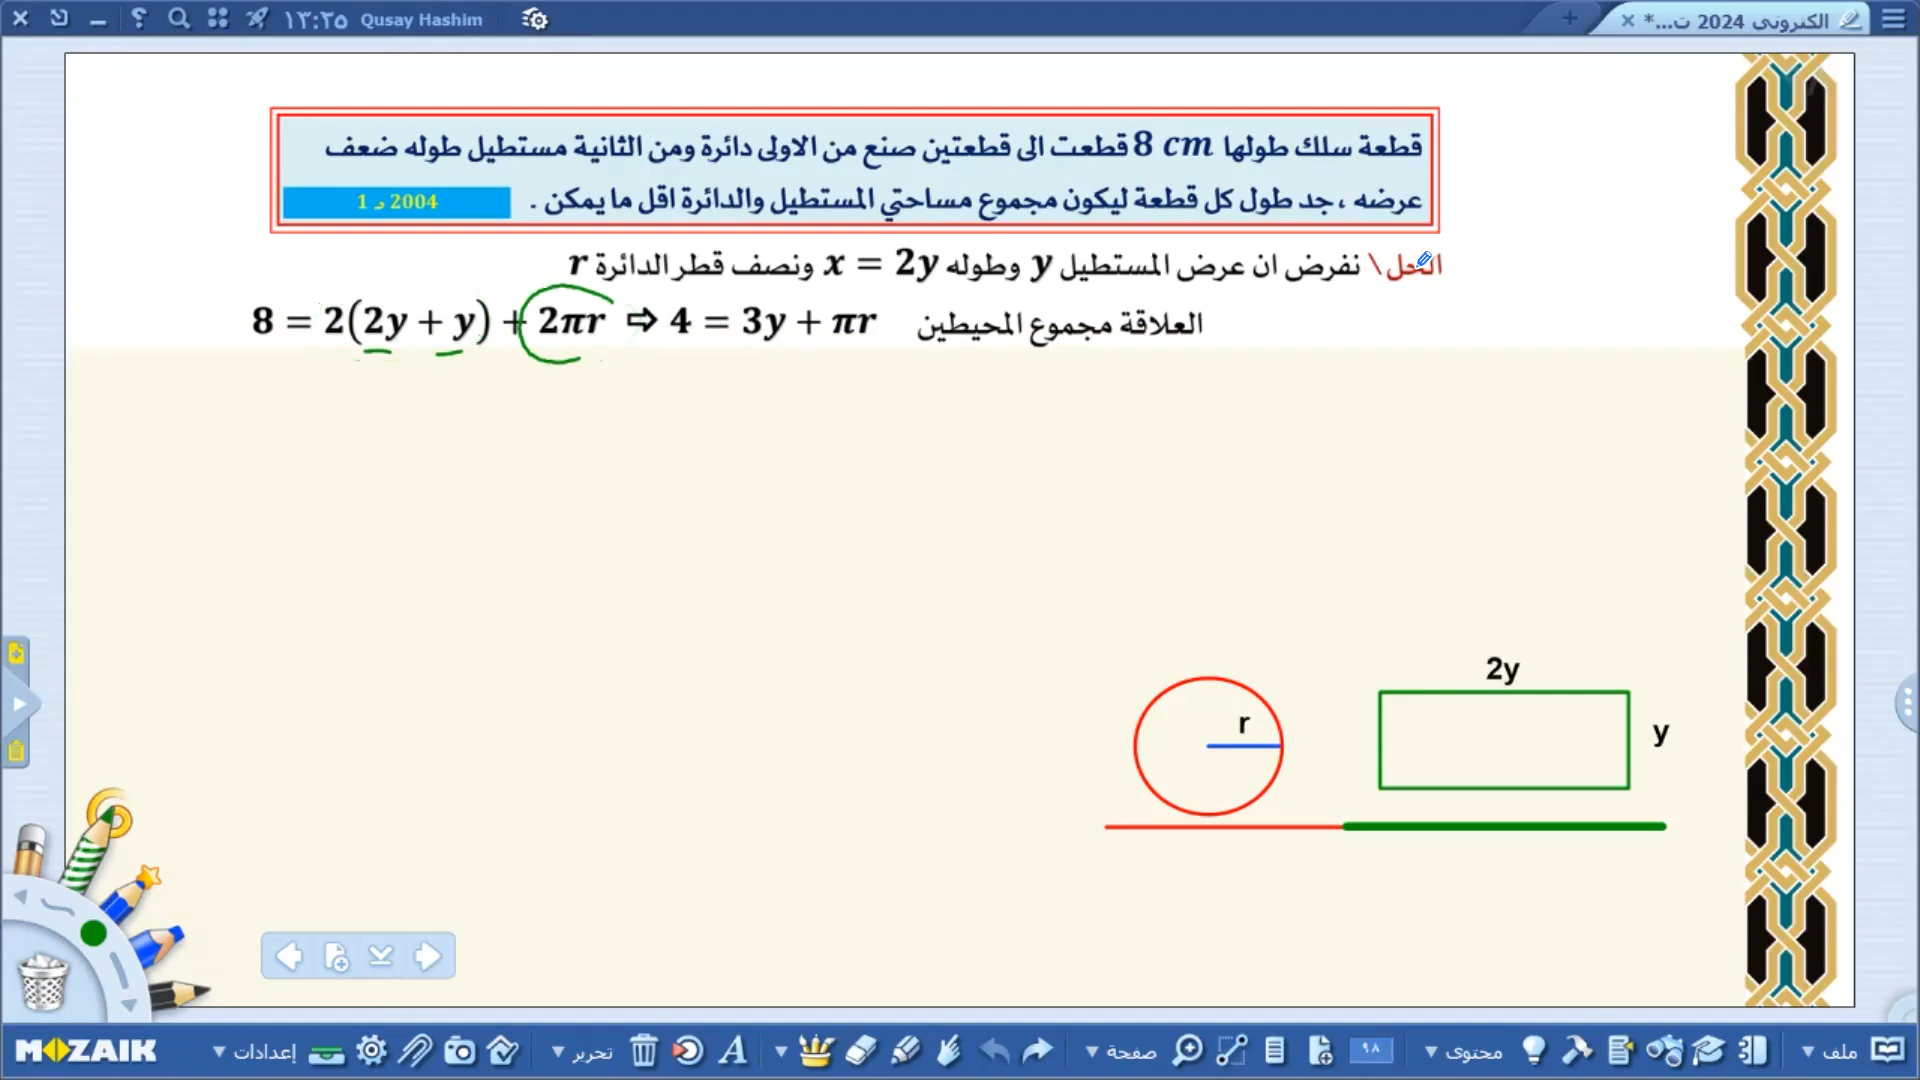 ١٣:٢٥ Qusay Hashim
الكترونى 2024 ت...*
قطعة سلك طولها 8 cm قطعت الى قطعتين صنع من الاولى دائرة ومن الثانية مستطيل طوله ضعف
عرضه ، جد طول كل قطعة ليكون مجموع مساحتي المستطيل والدائرة اقل ما يمكن .
2004 د 1
الحل \ نفرض ان عرض المستطيل y وطوله x = 2y ونصف قطر الدائرة r
العلاقة مجموع المحيطين 8 = 2(2y + y) + 2πr ⇨ 4 = 3y + πr
2y
r
y
MOZAIK
إعدادات
تحرير
صفحة
٩٨
محتوى
ملف